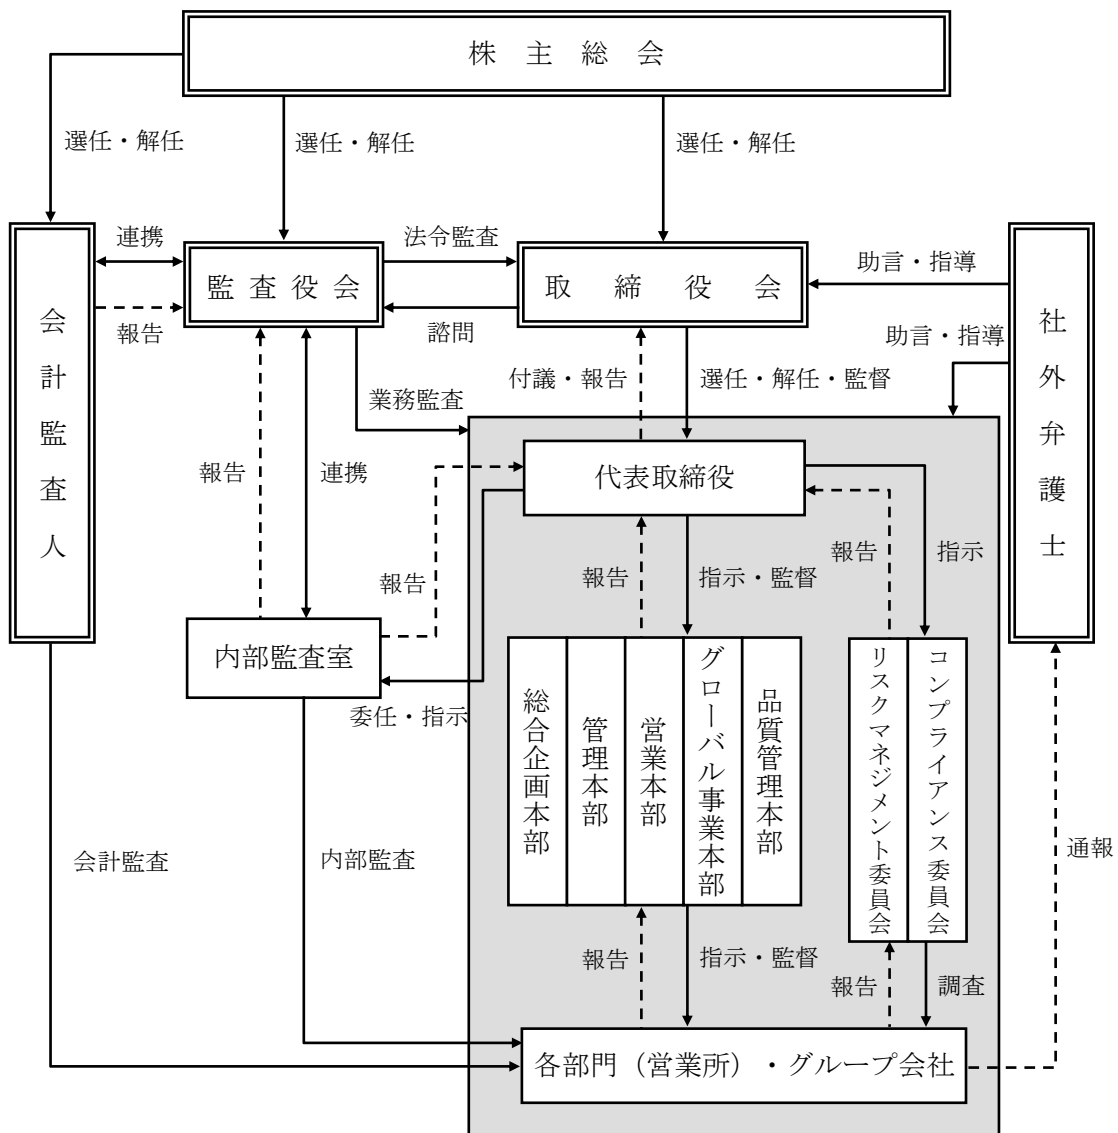 株主総会
選任・解任
選任・解任
選任・解任
連携
法令監査
監査役会
取締役会
助言・指導
会計監査人
報告
諮問
社外弁護士
助言・指導
付議・報告
選任・解任・監督
業務監査
報告
連携
代表取締役
報告
報告
指示・監督
報告
指示
内部監査室
委任・指示
総合企画本部
管理本部
営業本部
グローバル事業本部
品質管理本部
リスクマネジメント委員会
コンプライアンス委員会
会計監査
内部監査
通報
報告
指示・監督
報告
調査
各部門（営業所）・グループ会社